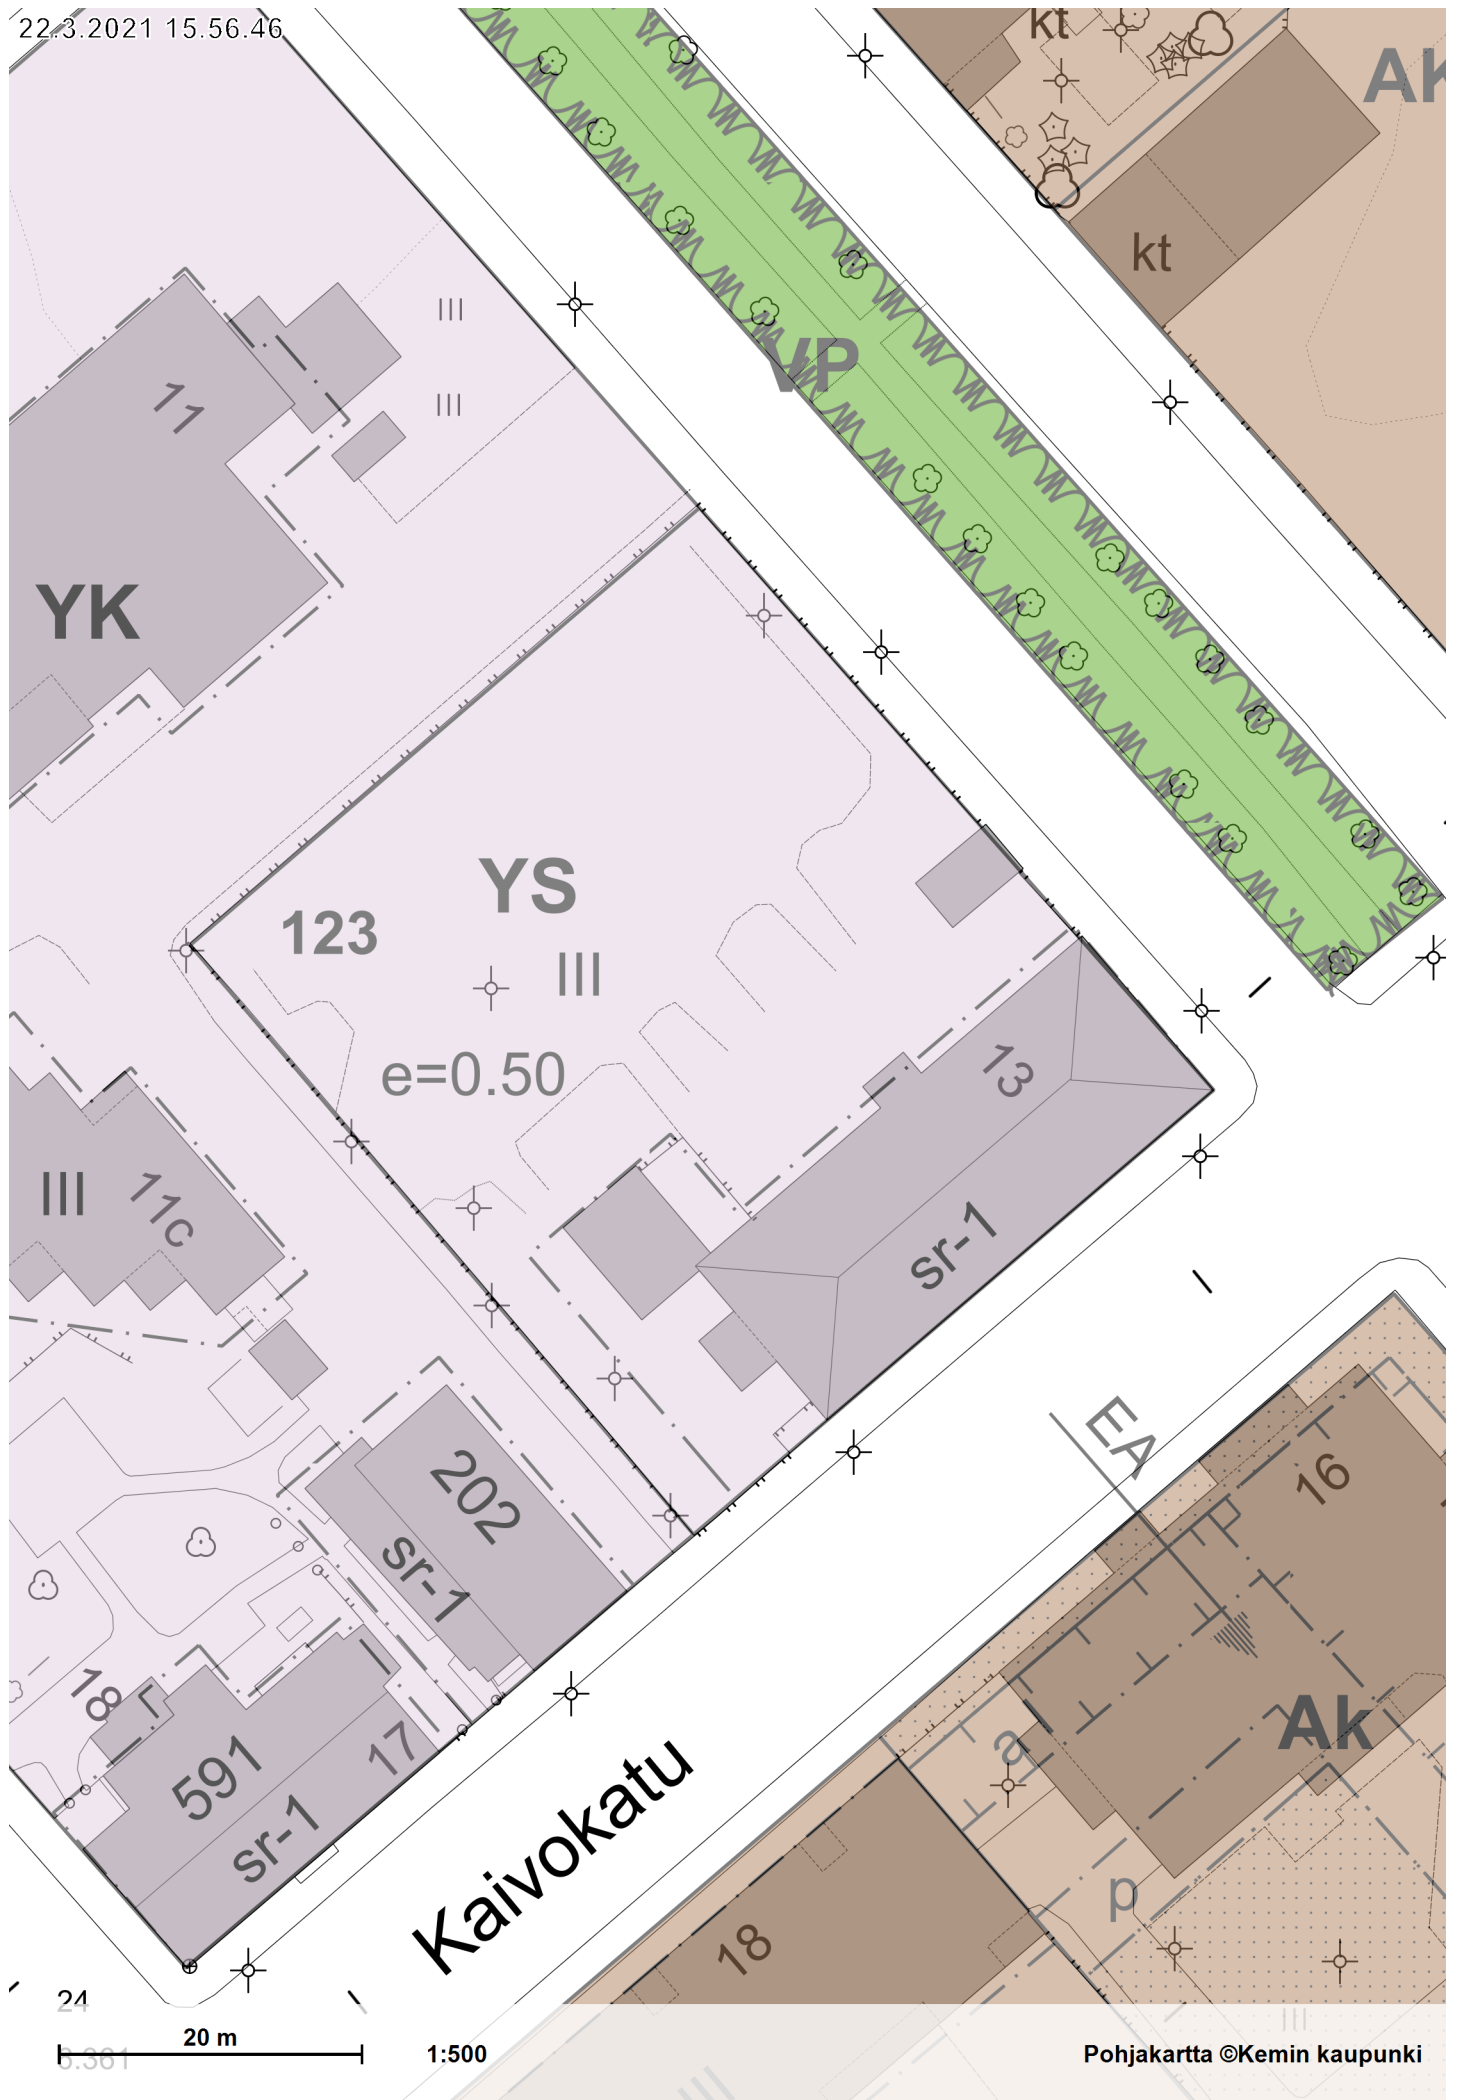 22.3.2021 15.56.46
kt
kt
III
VP
11
III
YK
YS
123
III
e=0.50
13
III
11c
sr-1
EA
202
16
sr-1
18
17
591
a
Ak
sr-1
Kaivokatu
p
18
24
III
20 m
1:500
Pohjakartta ©Kemin kaupunki
III